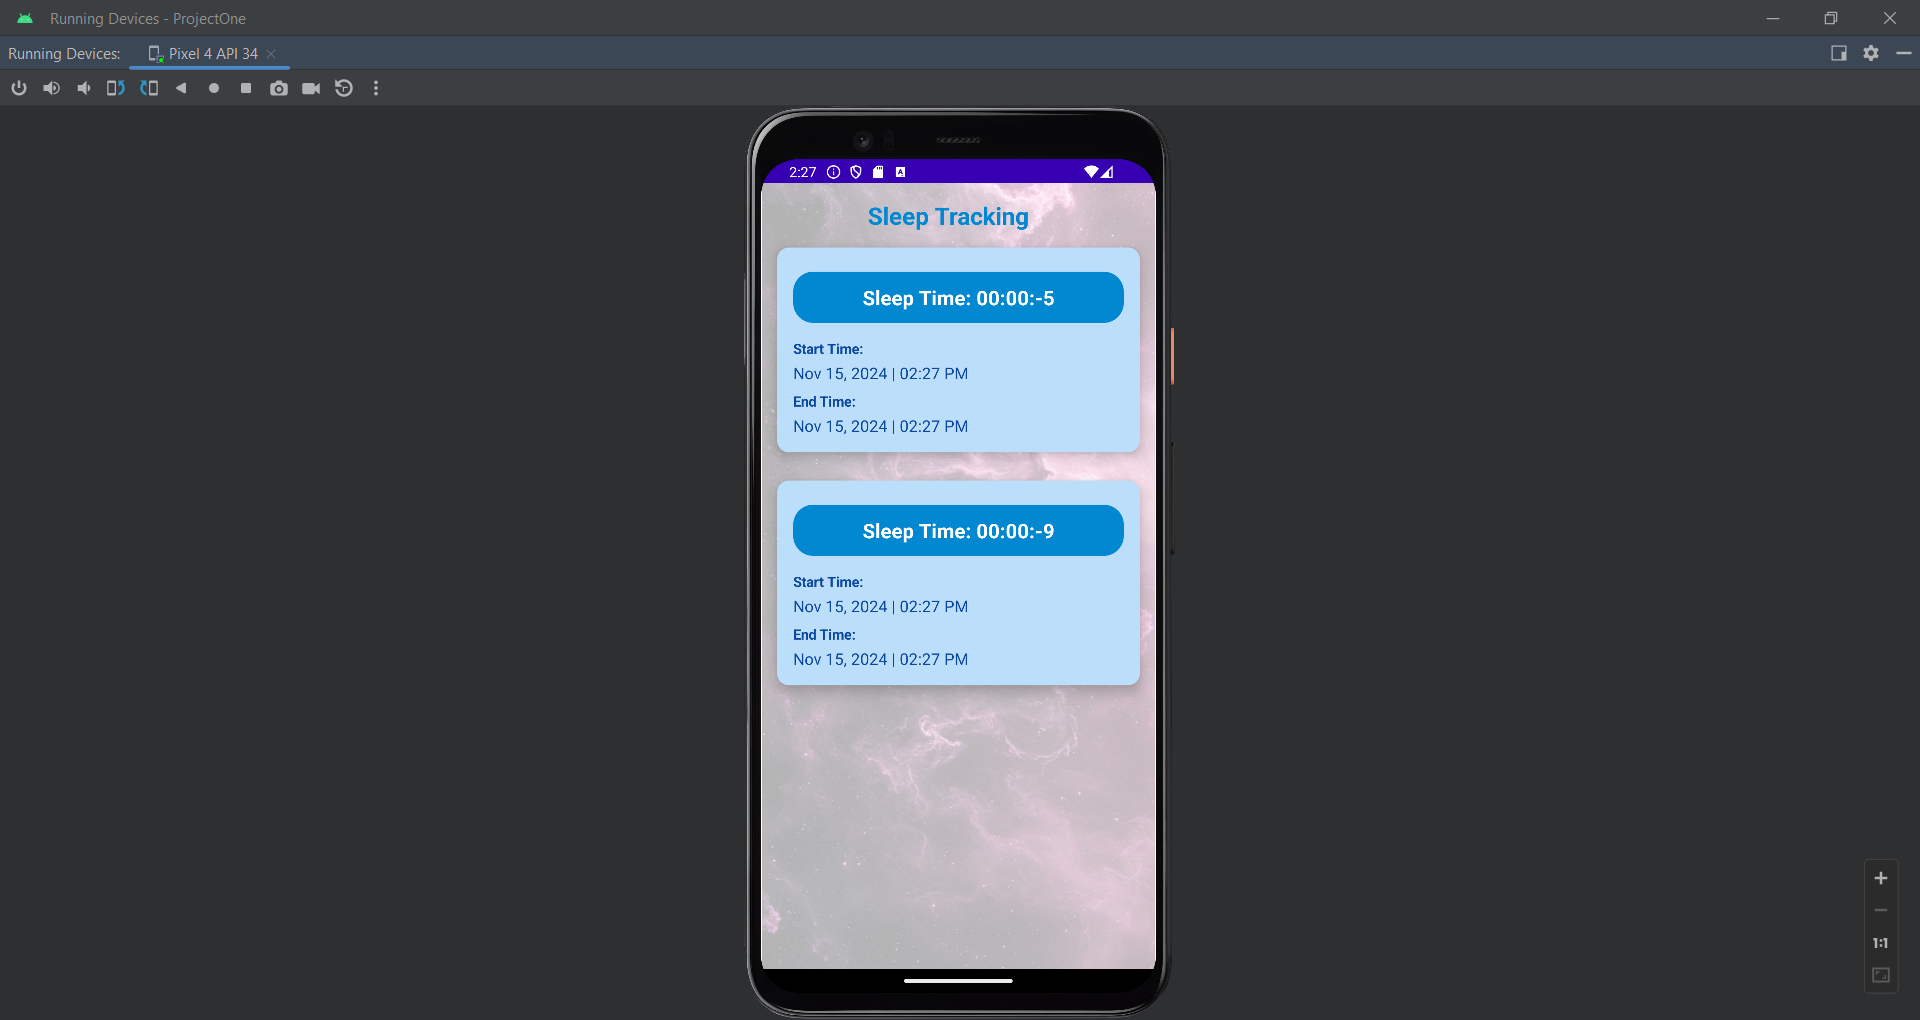 Running Devices - ProjectOne
Running Devices:
Pixel 4 API 34
2:27
A
Sleep Tracking
Sleep Time: 00:00:-5
Start Time:
Nov 15, 2024 | 02:27 PM
End Time:
Nov 15, 2024 | 02:27 PM
Sleep Time: 00:00:-9
Start Time:
Nov 15, 2024 | 02:27 PM
End Time:
Nov 15, 2024 | 02:27 PM
1:1